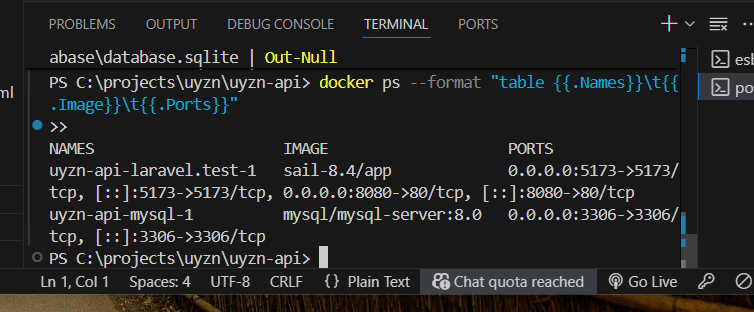 PROBLEMS OUTPUT DEBUG CONSOLE TERMINAL PORTS
abase\database.sqlite | Out-Null
PS C:\projects\uyzn\uyzn-api> docker ps --format "table {{.Names}}\t{{
.Image}}\t{{.Ports}}"
>>
NAMES IMAGE PORTS
uyzn-api-laravel.test-1 sail-8.4/app 0.0.0.0:5173->5173/
tcp, [::]:5173->5173/tcp, 0.0.0.0:8080->80/tcp, [::]:8080->80/tcp
uyzn-api-mysql-1 mysql/mysql-server:8.0 0.0.0.0:3306->3306/
tcp, [::]:3306->3306/tcp
PS C:\projects\uyzn\uyzn-api>
ml
esb
po
Ln 1, Col 1 Spaces: 4 UTF-8 CRLF {} Plain Text Chat quota reached Go Live